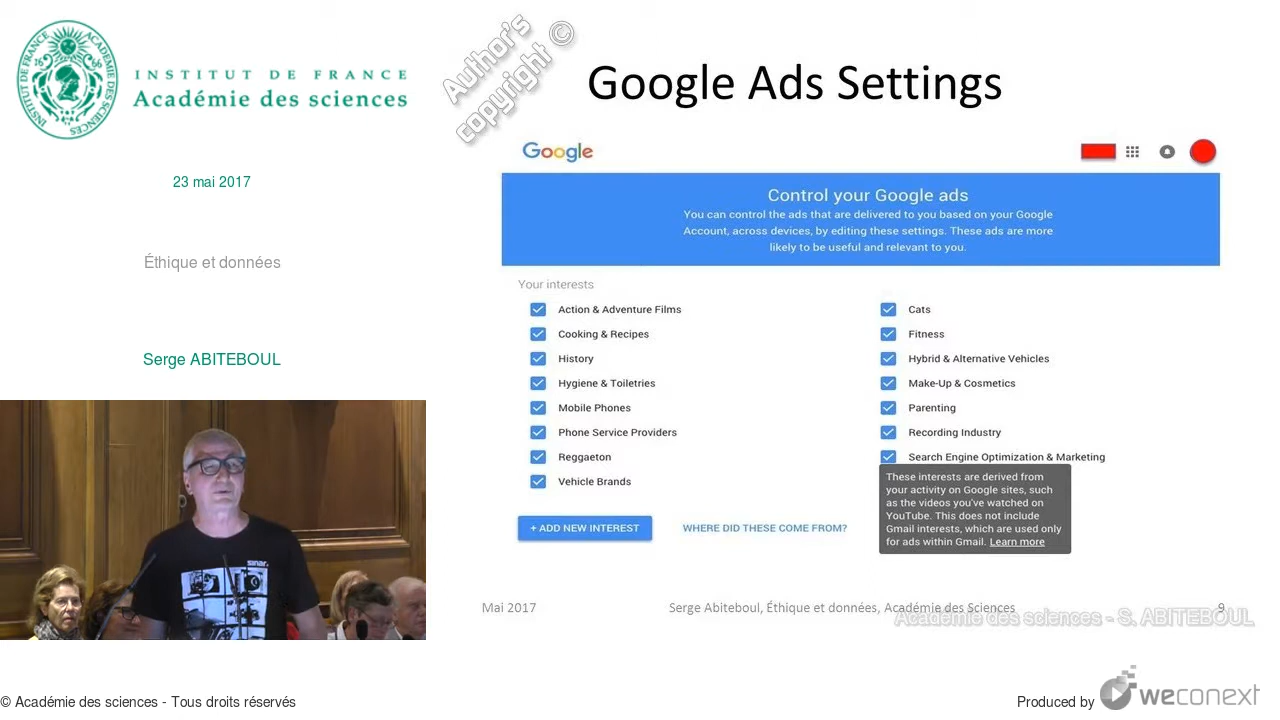 INSTITUT DE FRANCE
Académie des sciences
INSTITUT DE FRANCE ACADÉMIE DES SCIENCES
1666
23 mai 2017
Éthique et données
Serge ABITEBOUL
sinar
Author's
copyright ©
Google Ads Settings
Google
Control your Google ads
You can control the ads that are delivered to you based on your Google
Account, across devices, by editing these settings. These ads are more
likely to be useful and relevant to you.
Your interests
Action & Adventure Films
Cooking & Recipes
History
Hygiene & Toiletries
Mobile Phones
Phone Service Providers
Reggaeton
Vehicle Brands
Cats
Fitness
Hybrid & Alternative Vehicles
Make-Up & Cosmetics
Parenting
Recording Industry
Search Engine Optimization & Marketing
These interests are derived from
your activity on Google sites, such
as the videos you've watched on
YouTube. This does not include
Gmail interests, which are used only
for ads within Gmail. Learn more
+ ADD NEW INTEREST
WHERE DID THESE COME FROM?
Mai 2017
Serge Abiteboul, Éthique et données, Académie des Sciences
9
Académie des sciences - S. ABITEBOUL
© Académie des sciences - Tous droits réservés
Produced by
weconext